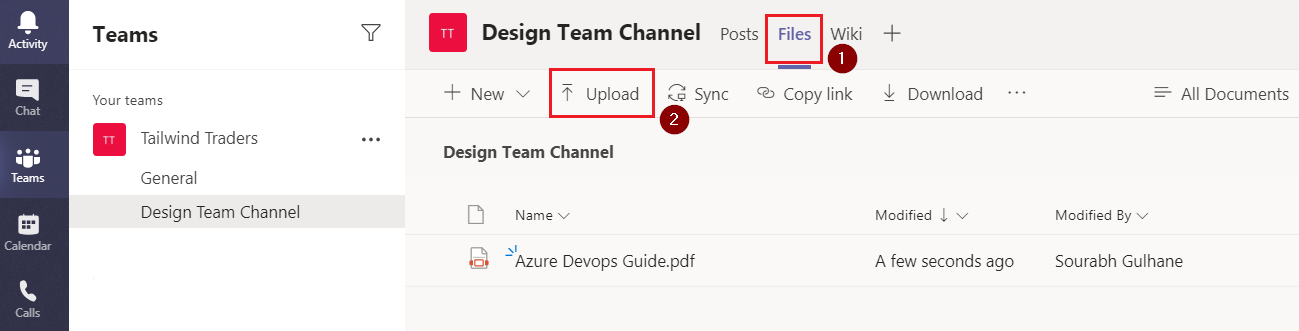 Activity
Chat
Teams
Calendar
Calls
Teams
Your teams
TT
Tailwind Traders
General
Design Team Channel
TT
Design Team Channel
Posts
Files
Wiki
1
New
Upload
Sync
Copy link
Download
All Documents
2
Design Team Channel
Name
Modified
Modified By
Azure Devops Guide.pdf
A few seconds ago
Sourabh Gulhane